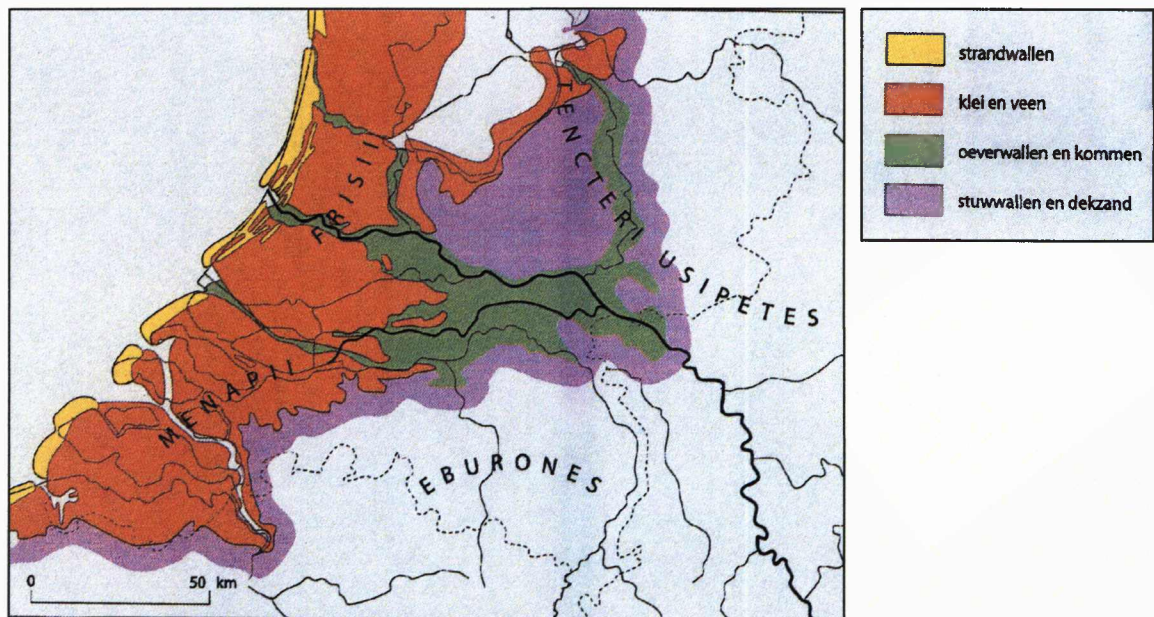 FRISII
TENCTERI
USIPETES
MENAPII
EBURONES
0 50 km
strandwallen
klei en veen
oeverwallen en kommen
stuwwallen en dekzand